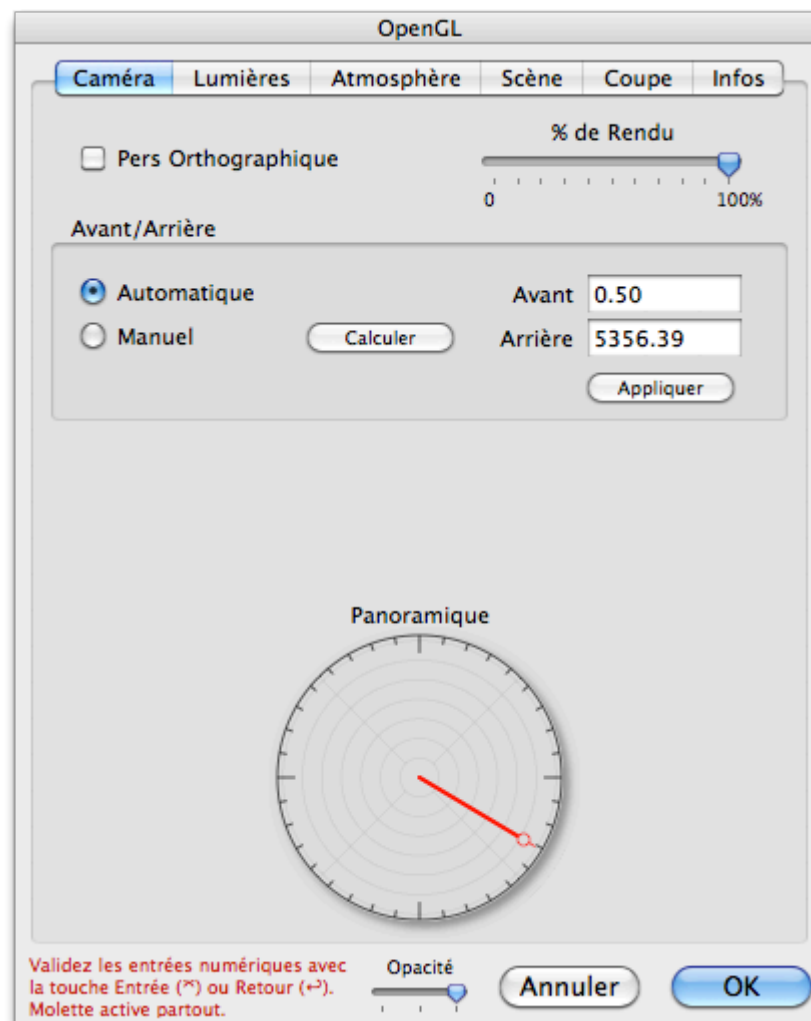 OpenGL
Caméra Lumières Atmosphère Scène Coupe Infos
% de Rendu
Pers Orthographique
0 100%
Avant/Arrière
Automatique Avant 0.50
Manuel Calculer Arrière 5356.39
Appliquer
Panoramique
Validez les entrées numériques avec
la touche Entrée (⌤) ou Retour (↩).
Molette active partout.
Opacité
Annuler OK